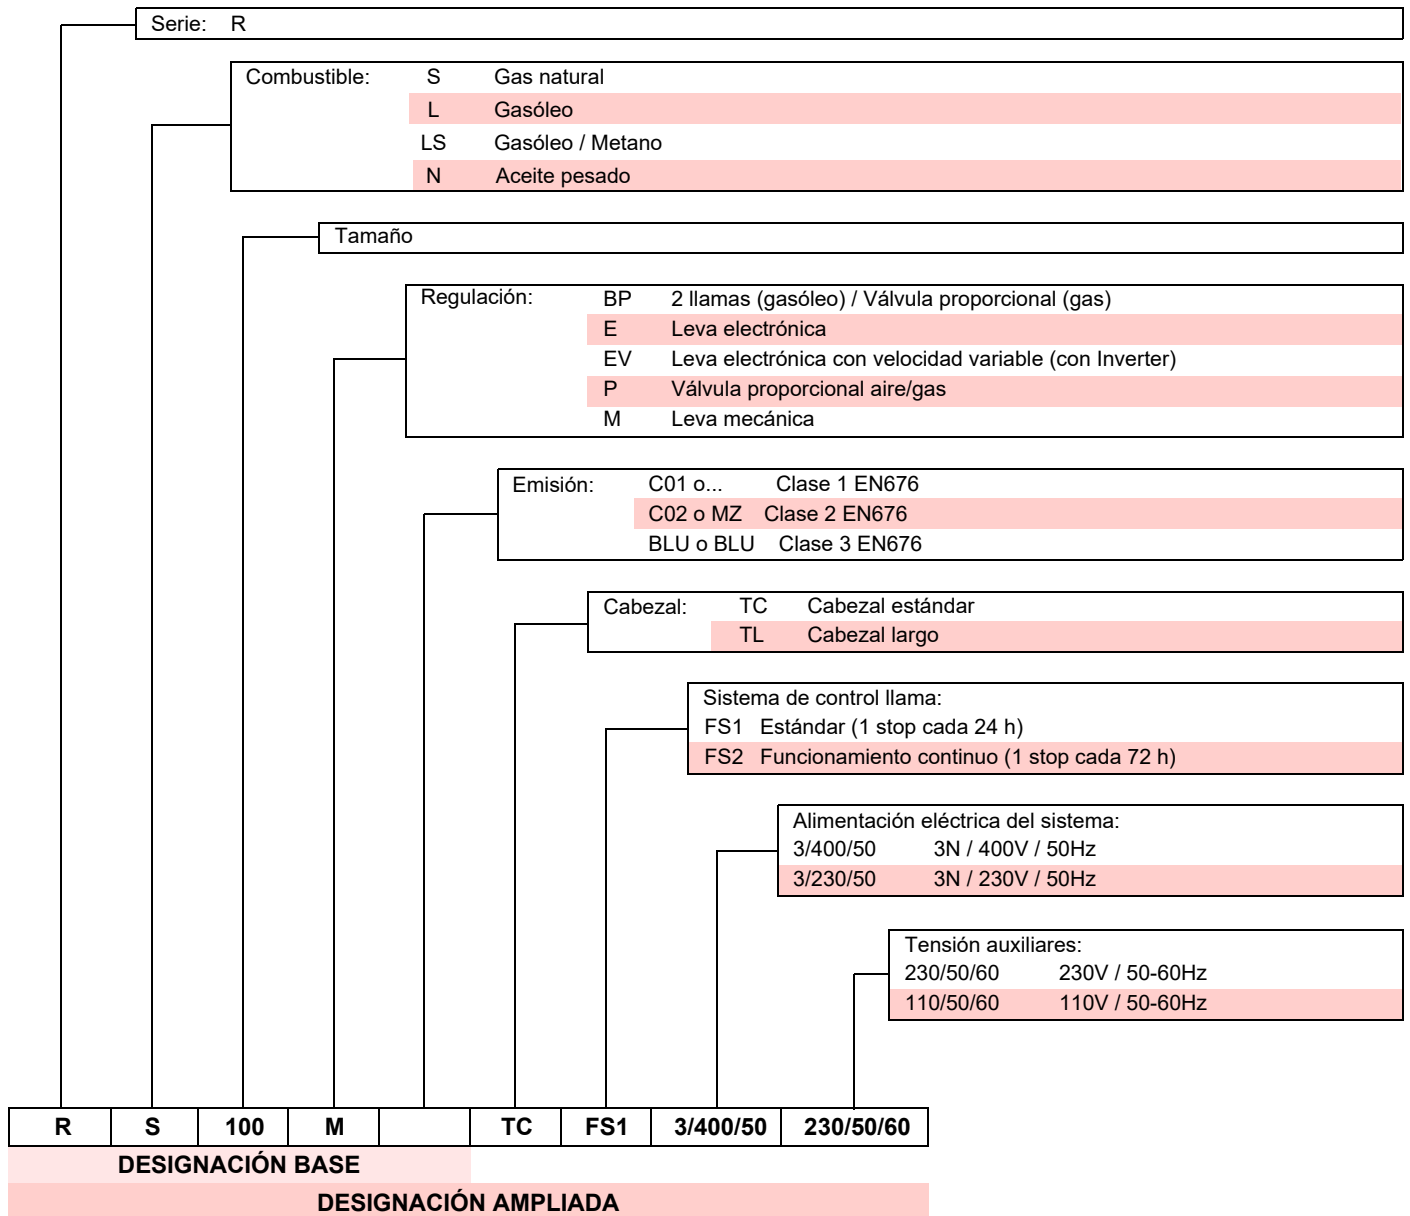 Serie: R
Combustible: S Gas natural
L Gasóleo
LS Gasóleo / Metano
N Aceite pesado
Tamaño
Regulación: BP 2 llamas (gasóleo) / Válvula proporcional (gas)
E Leva electrónica
EV Leva electrónica con velocidad variable (con Inverter)
P Válvula proporcional aire/gas
M Leva mecánica
Emisión: C01 o... Clase 1 EN676
C02 o MZ Clase 2 EN676
BLU o BLU Clase 3 EN676
Cabezal: TC Cabezal estándar
TL Cabezal largo
Sistema de control llama:
FS1 Estándar (1 stop cada 24 h)
FS2 Funcionamiento continuo (1 stop cada 72 h)
Alimentación eléctrica del sistema:
3/400/50 3N / 400V / 50Hz
3/230/50 3N / 230V / 50Hz
Tensión auxiliares:
230/50/60 230V / 50-60Hz
110/50/60 110V / 50-60Hz
R S 100 M TC FS1 3/400/50 230/50/60
DESIGNACIÓN BASE
DESIGNACIÓN AMPLIADA